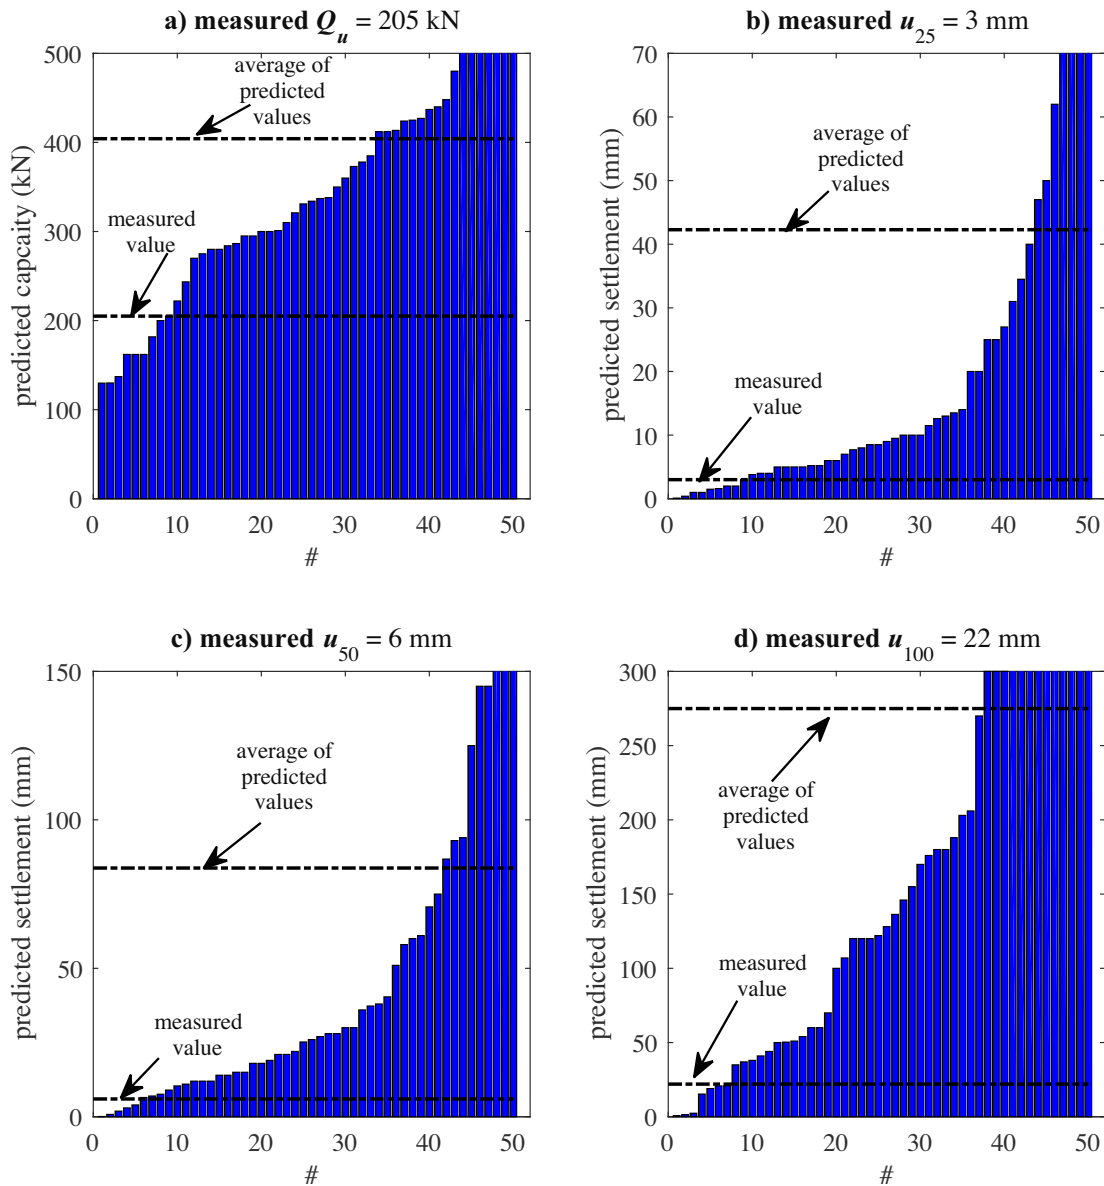 a) measured Qu = 205 kN
predicted capcaity (kN)
500
400
300
200
100
0
average of
predicted
values
measured
value
0 10 20 30 40 50
#
b) measured u25 = 3 mm
predicted settlement (mm)
70
60
50
40
30
20
10
0
average of
predicted
values
measured
value
0 10 20 30 40 50
#
c) measured u50 = 6 mm
predicted settlement (mm)
150
100
50
0
average of
predicted
values
measured
value
0 10 20 30 40 50
#
d) measured u100 = 22 mm
predicted settlement (mm)
300
250
200
150
100
50
0
average of
predicted
values
measured
value
0 10 20 30 40 50
#